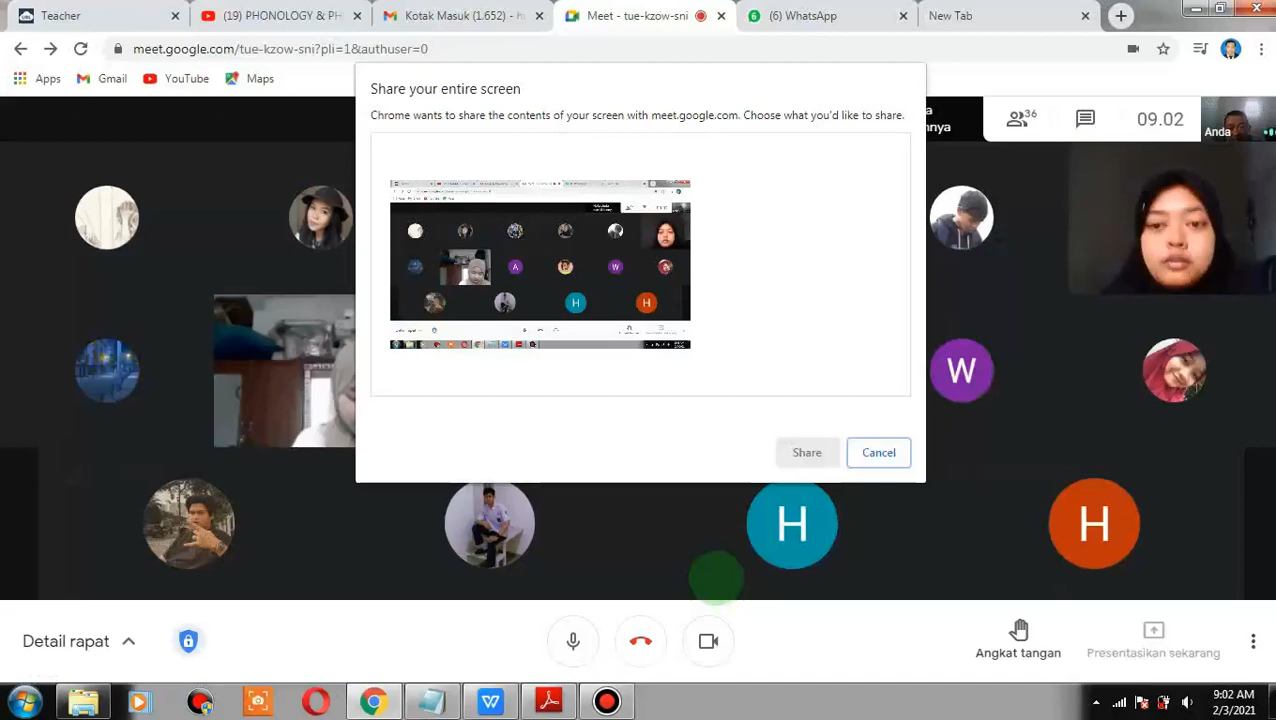 Teacher
(19) PHONOLOGY & PH
Kotak Masuk (1.652) - h
Meet - tue-kzow-sni
6
(6) WhatsApp
New Tab
meet.google.com/tue-kzow-sni?pli=1&authuser=0
Apps
Gmail
YouTube
Maps
Share your entire screen
Chrome wants to share the contents of your screen with meet.google.com. Choose what you'd like to share.
a
nnya
36
09.02
Anda
A
W
H
H
W
Share
Cancel
H
H
Detail rapat
Angkat tangan
Presentasikan sekarang
9:02 AM
2/3/2021